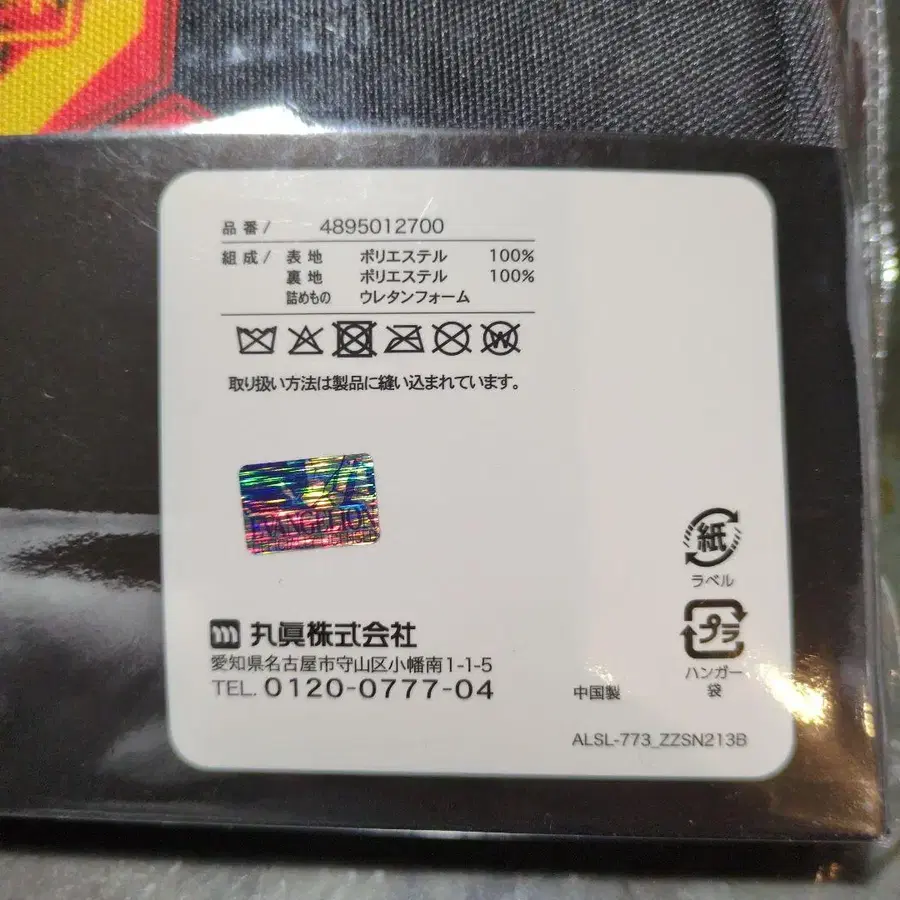 品番/ 4895012700
組成/ 表地 ポリエステル 100%
裏地 ポリエステル 100%
詰めもの ウレタンフォーム
W
取り扱い方法は製品に縫い込まれています。
EVANGELION
丸眞株式会社
愛知県名古屋市守山区小幡南1-1-5
TEL. 0120-0777-04
中国製
紙
ラベル
プラ
ハンガー
袋
ALSL-773_ZZSN213B